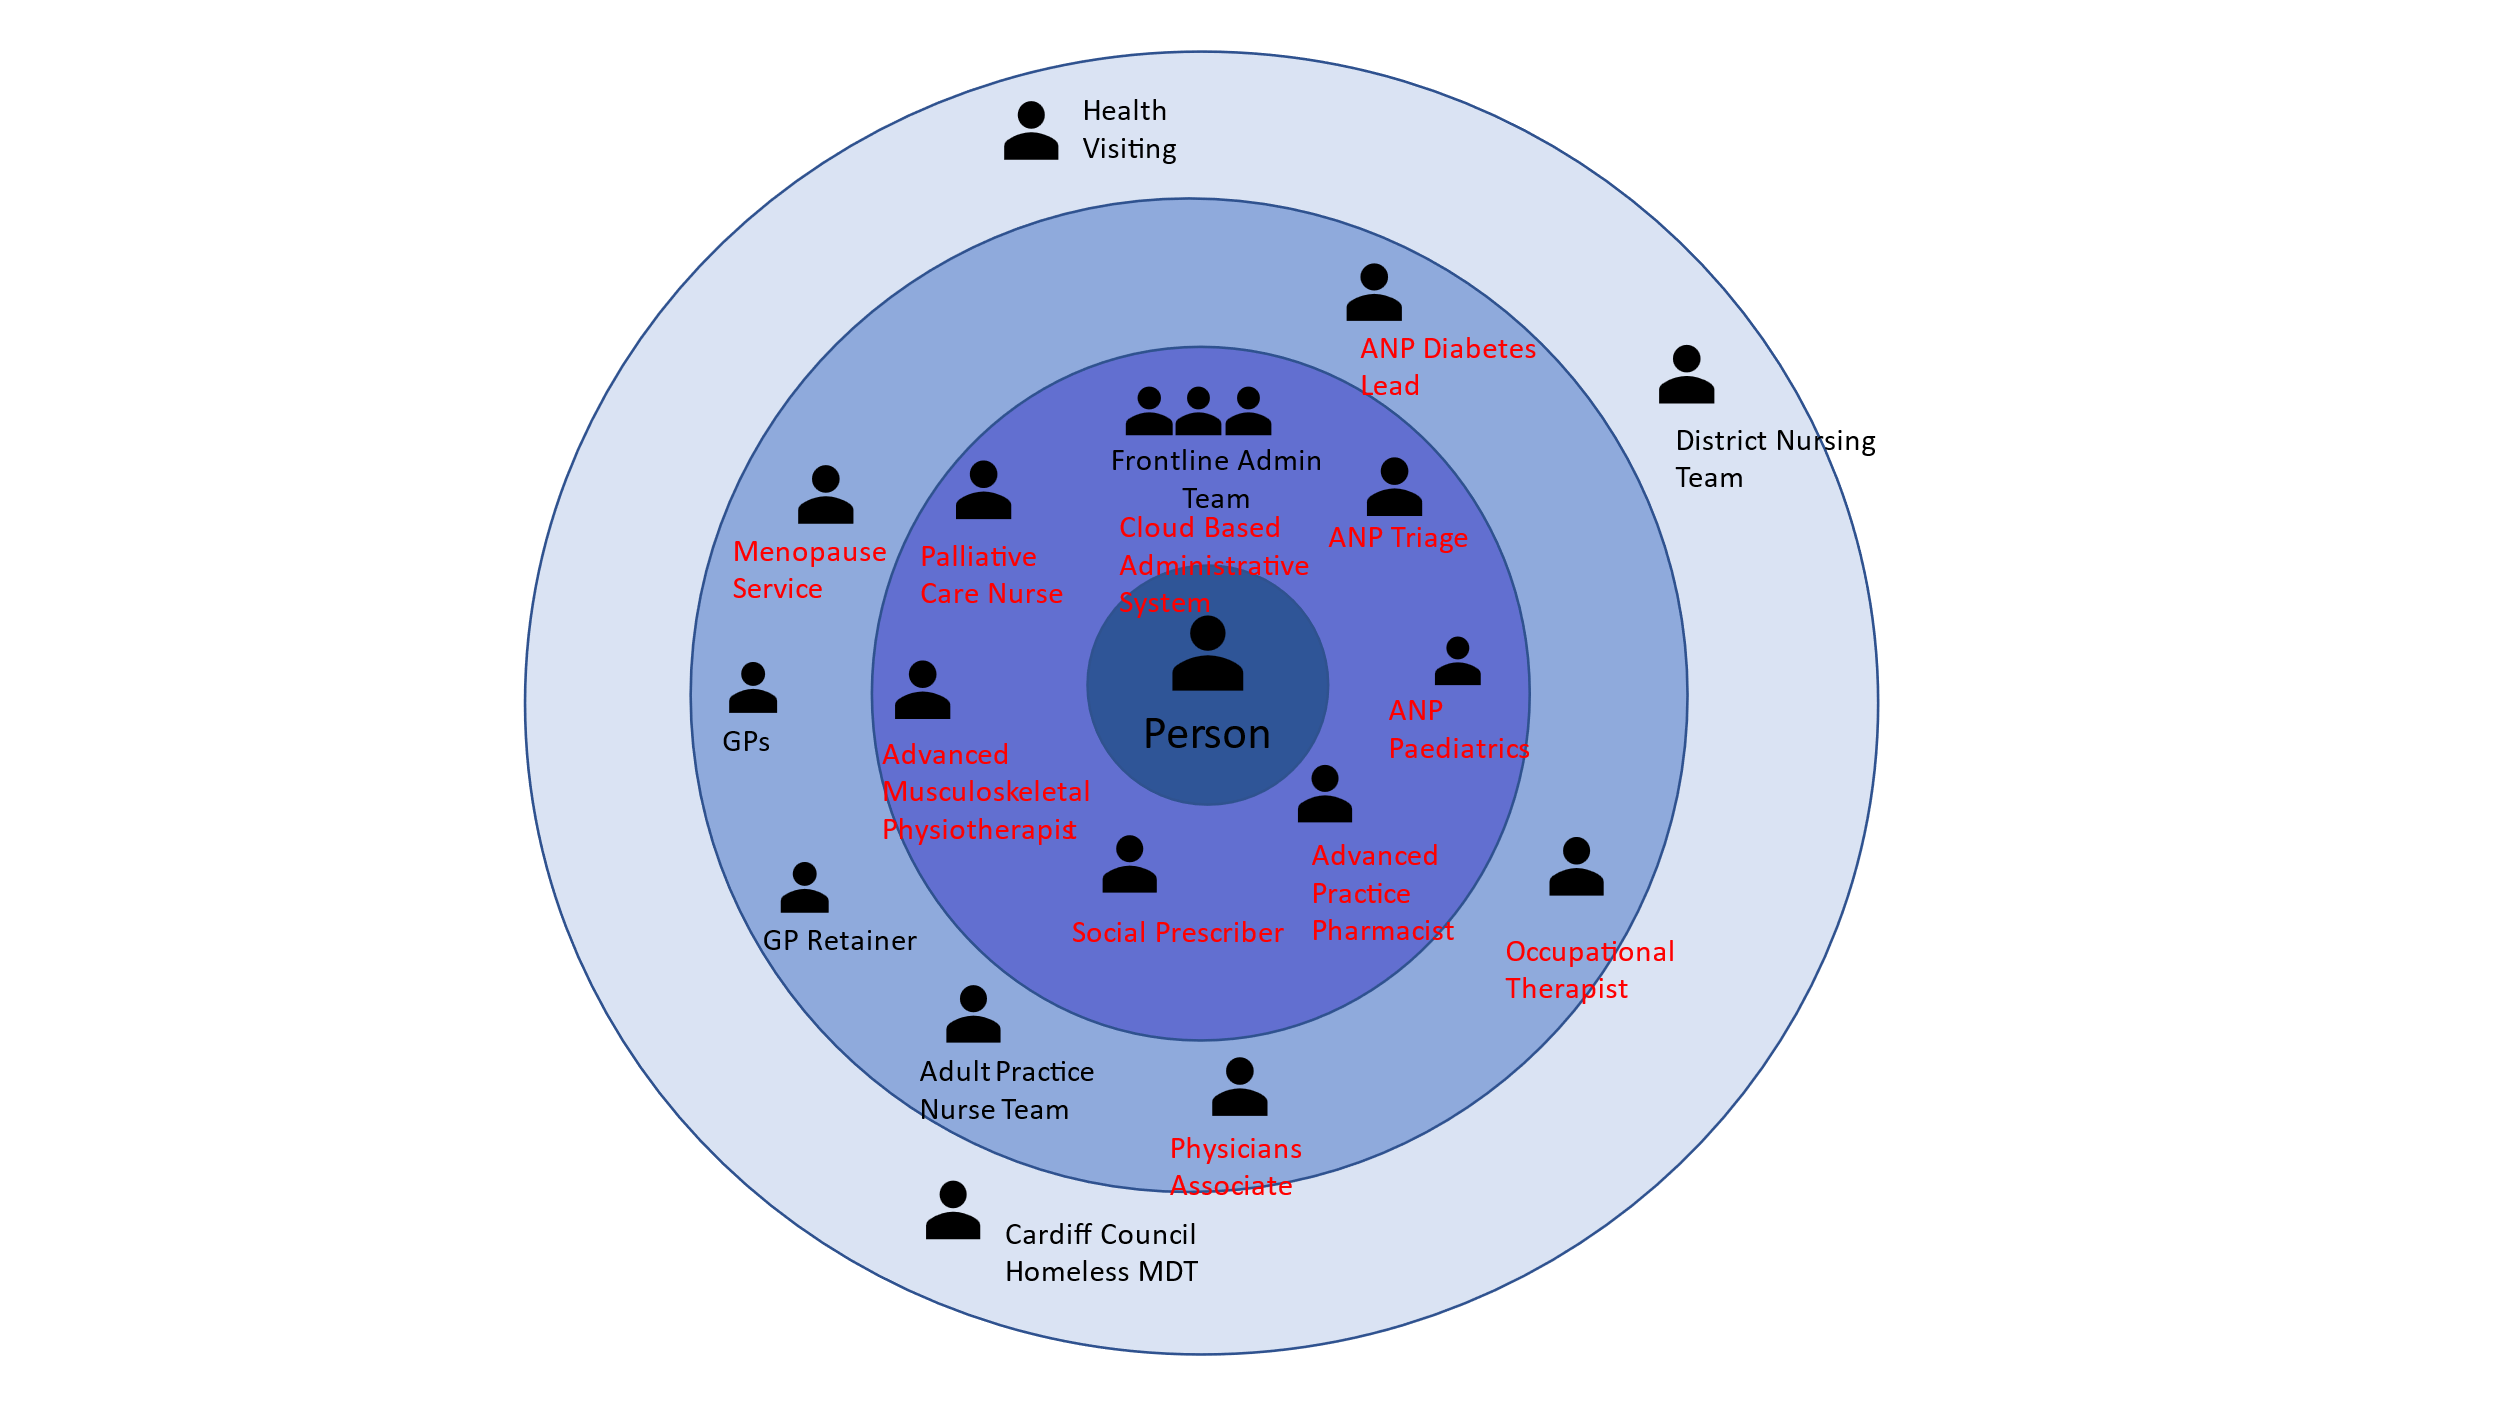 Health
Visiting
ANP Diabetes
Lead
District Nursing
Team
Frontline Admin
Team
Cloud Based
Administrative
System
ANP Triage
Menopause
Service
Palliative
Care Nurse
Person
GPs
Advanced
Musculoskeletal
Physiotherapist
ANP
Paediatrics
Advanced
Practice
Pharmacist
Social Prescriber
GP Retainer
Occupational
Therapist
Adult Practice
Nurse Team
Physicians
Associate
Cardiff Council
Homeless MDT